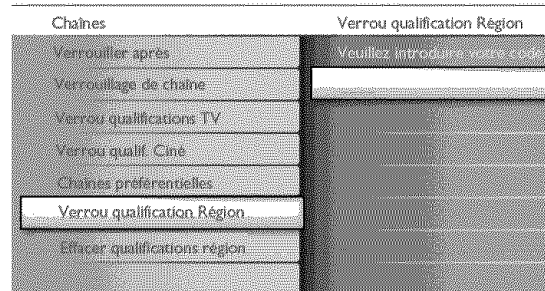 Chaînes
Verrouiller après
Verrouillage de chaîne
Verrou qualifications TV
Verrou qualif. Ciné
Chaînes préférentielles
Verrou qualification Région
Effacer qualifications région
Verrou qualification Région
Veuillez introduire votre code